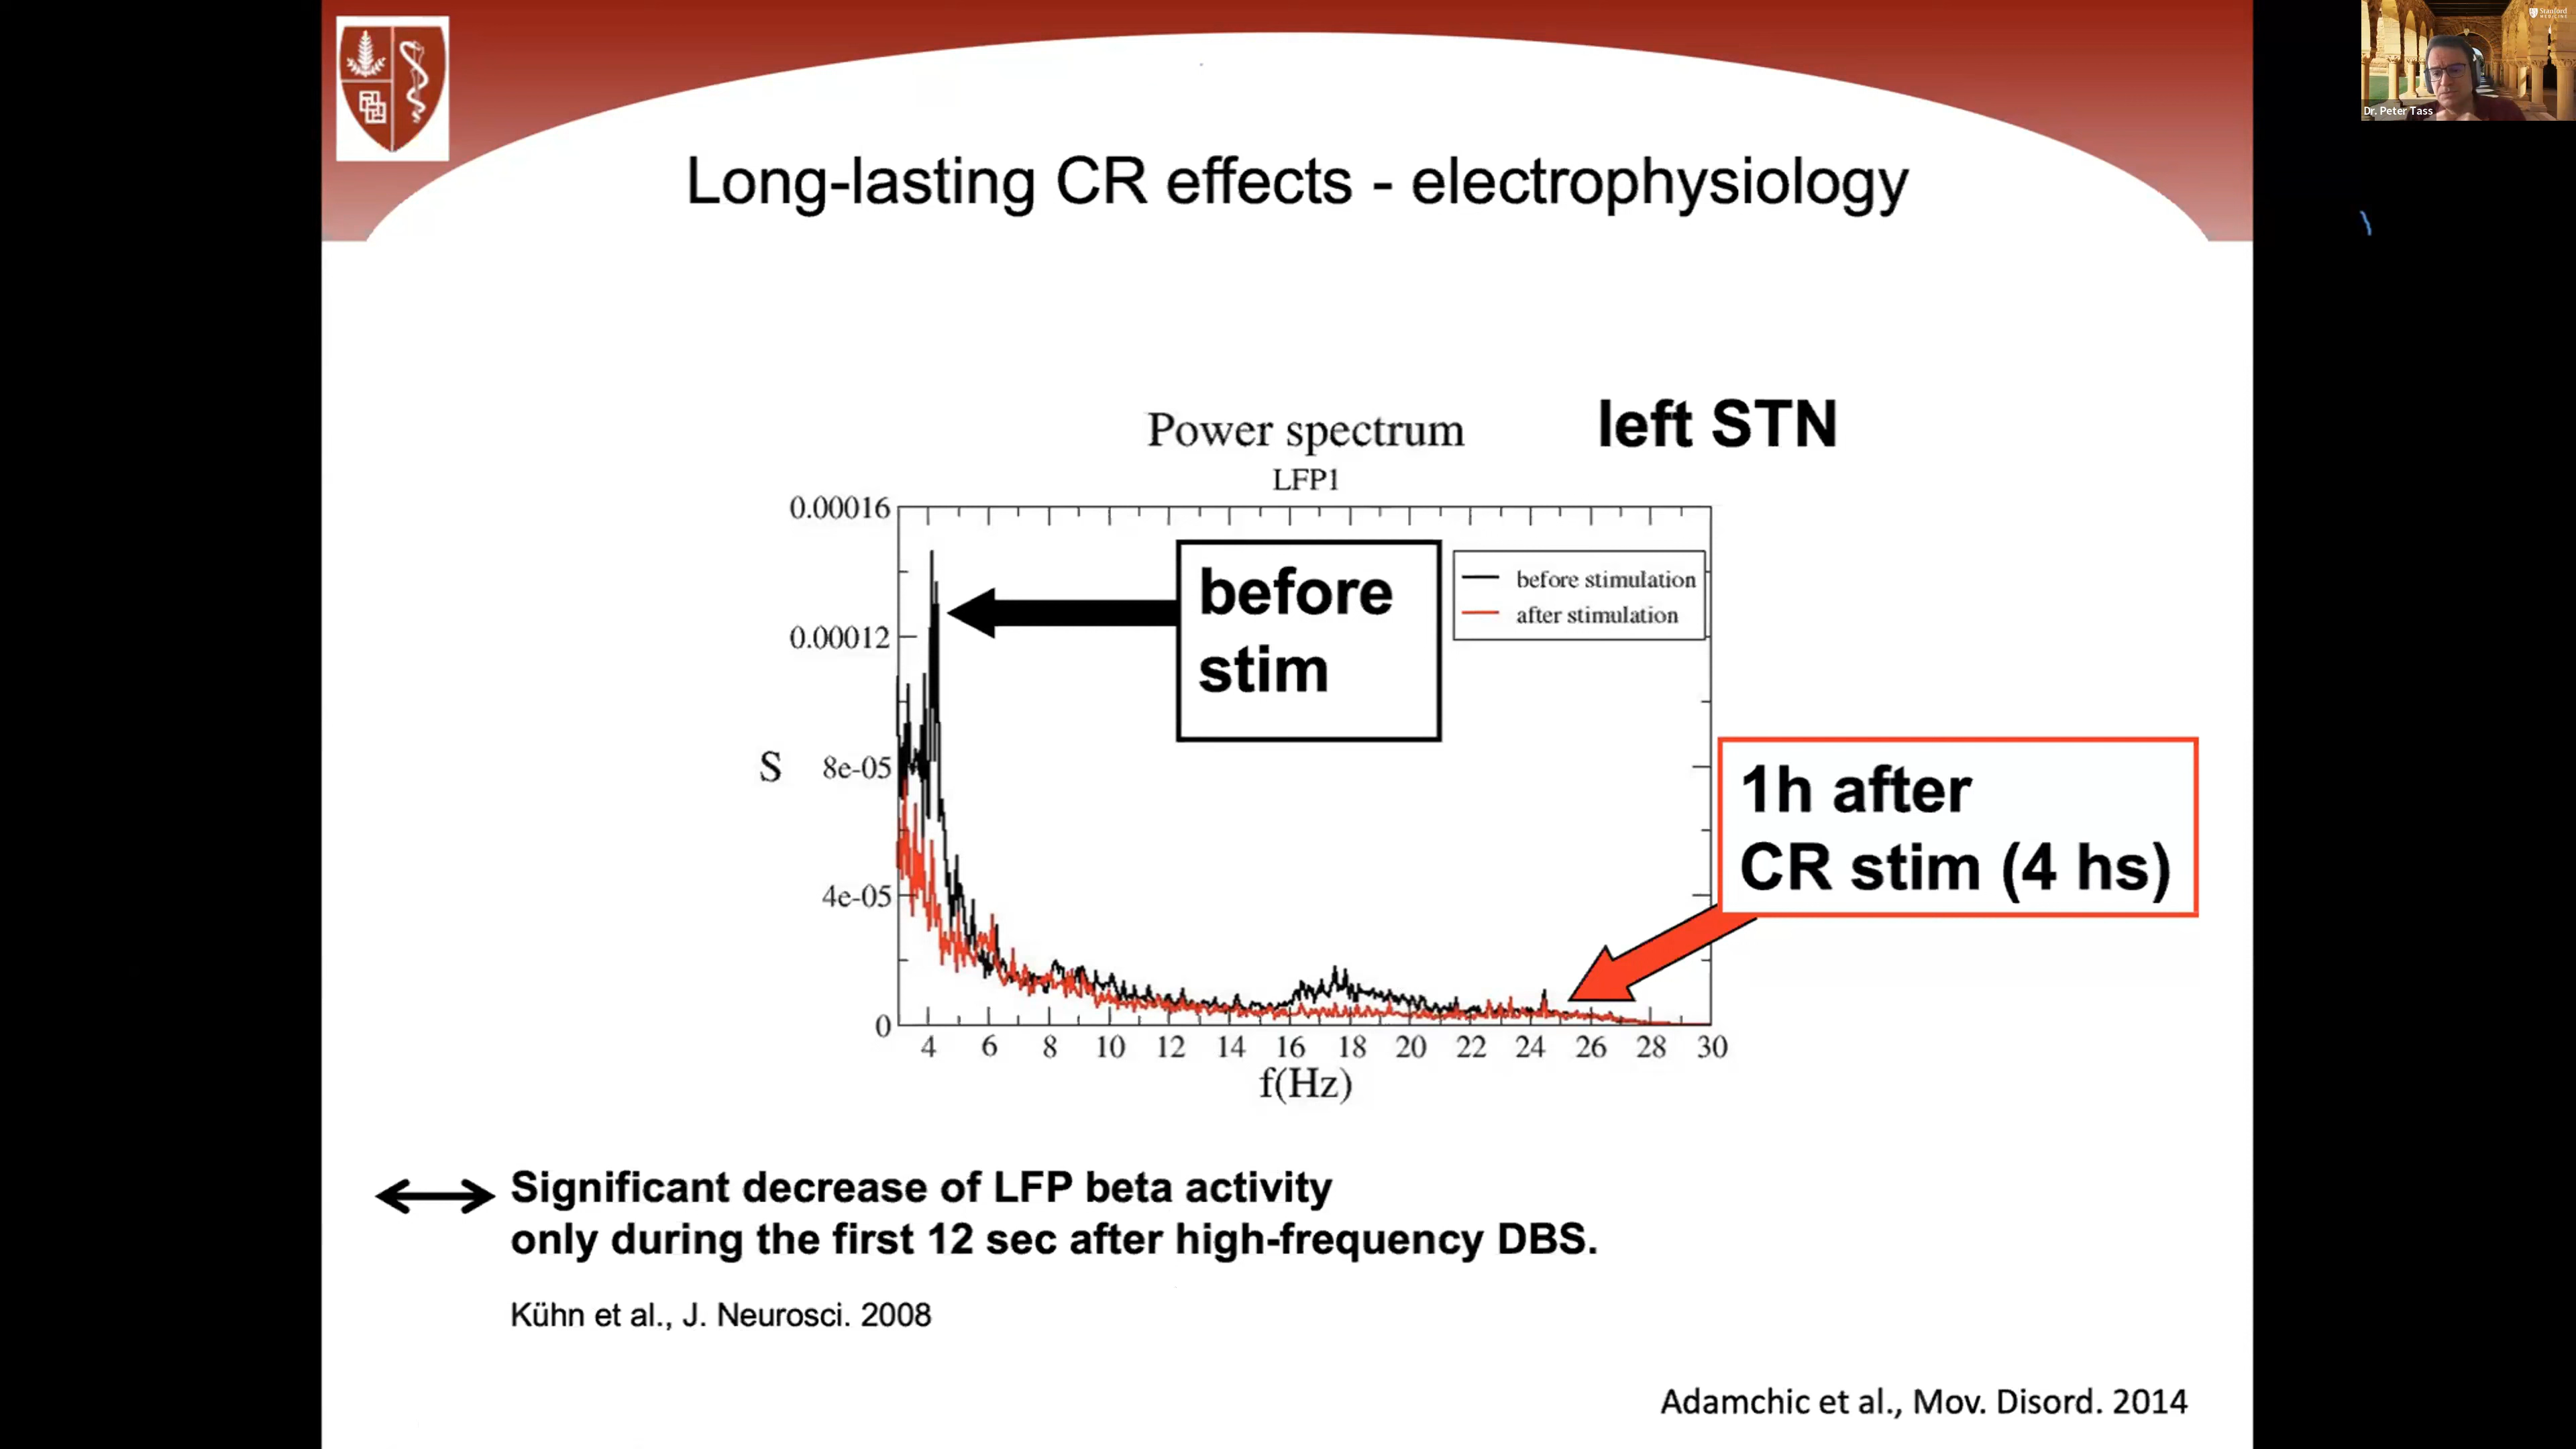 Stanford
MEDICINE
Dr. Peter Tass
Long-lasting CR effects - electrophysiology
left STN
Power spectrum
LFP1
0.00016
0.00012
8e-05
4e-05
0
S
before
stim
before stimulation
after stimulation
1h after
CR stim (4 hs)
4 6 8 10 12 14 16 18 20 22 24 26 28 30
f(Hz)
Significant decrease of LFP beta activity
only during the first 12 sec after high-frequency DBS.
Kühn et al., J. Neurosci. 2008
Adamchic et al., Mov. Disord. 2014